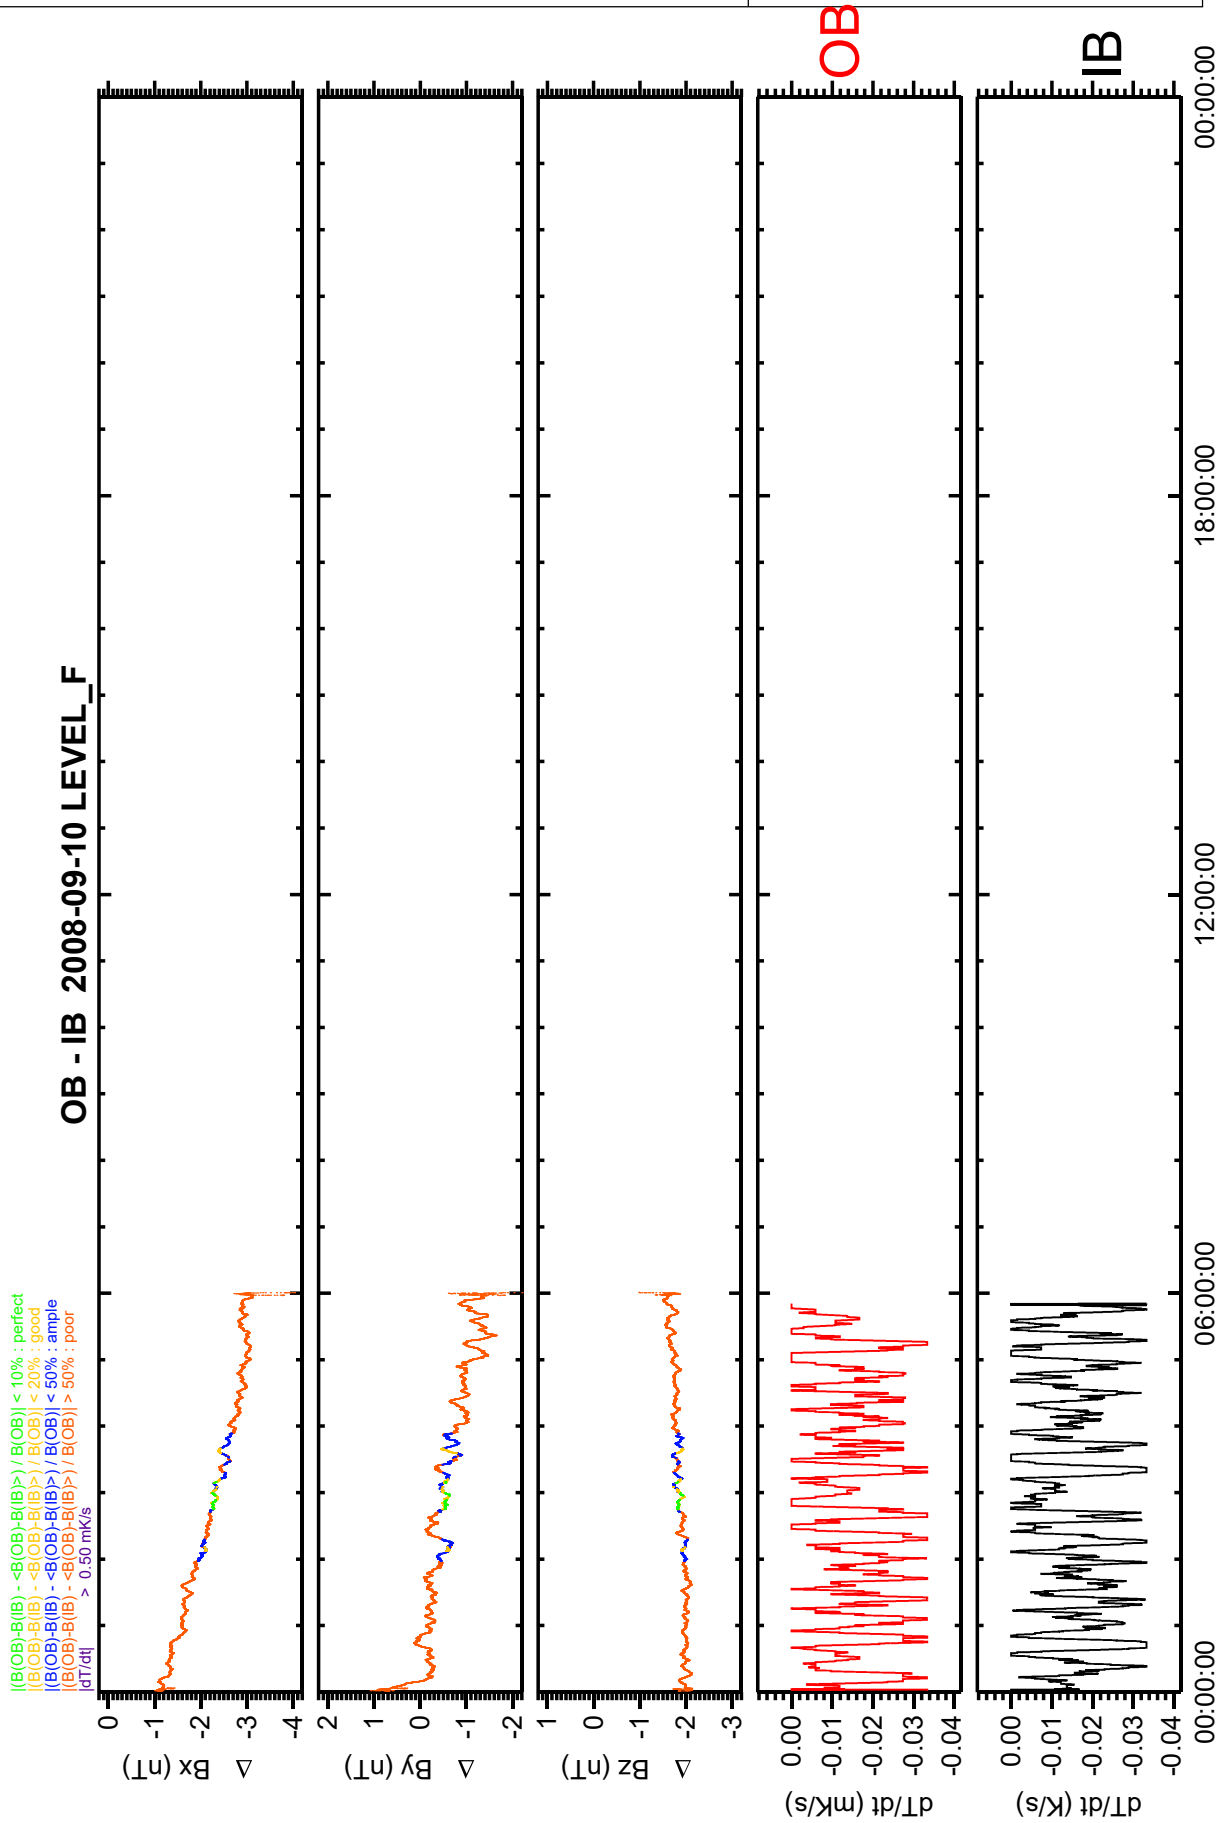 |(B(OB)-B(IB) - <B(OB)-B(IB)>) / B(OB)| < 10% : perfect
|(B(OB)-B(IB) - <B(OB)-B(IB)>) / B(OB)| < 20% : good
|(B(OB)-B(IB) - <B(OB)-B(IB)>) / B(OB)| < 50% : ample
|(B(OB)-B(IB) - <B(OB)-B(IB)>) / B(OB)| > 50% : poor
|dT/dt| > 0.50 mK/s
OB - IB 2008-09-10 LEVEL_F
0
-1
-2
-3
-4
Bx (nT)
Δ
2
1
0
-1
-2
By (nT)
Δ
1
0
-1
-2
-3
Bz (nT)
Δ
0.00
-0.01
-0.02
-0.03
-0.04
dT/dt (mK/s)
OB
0.00
-0.01
-0.02
-0.03
-0.04
dT/dt (K/s)
IB
00:00:00
06:00:00
12:00:00
18:00:00
00:00:00